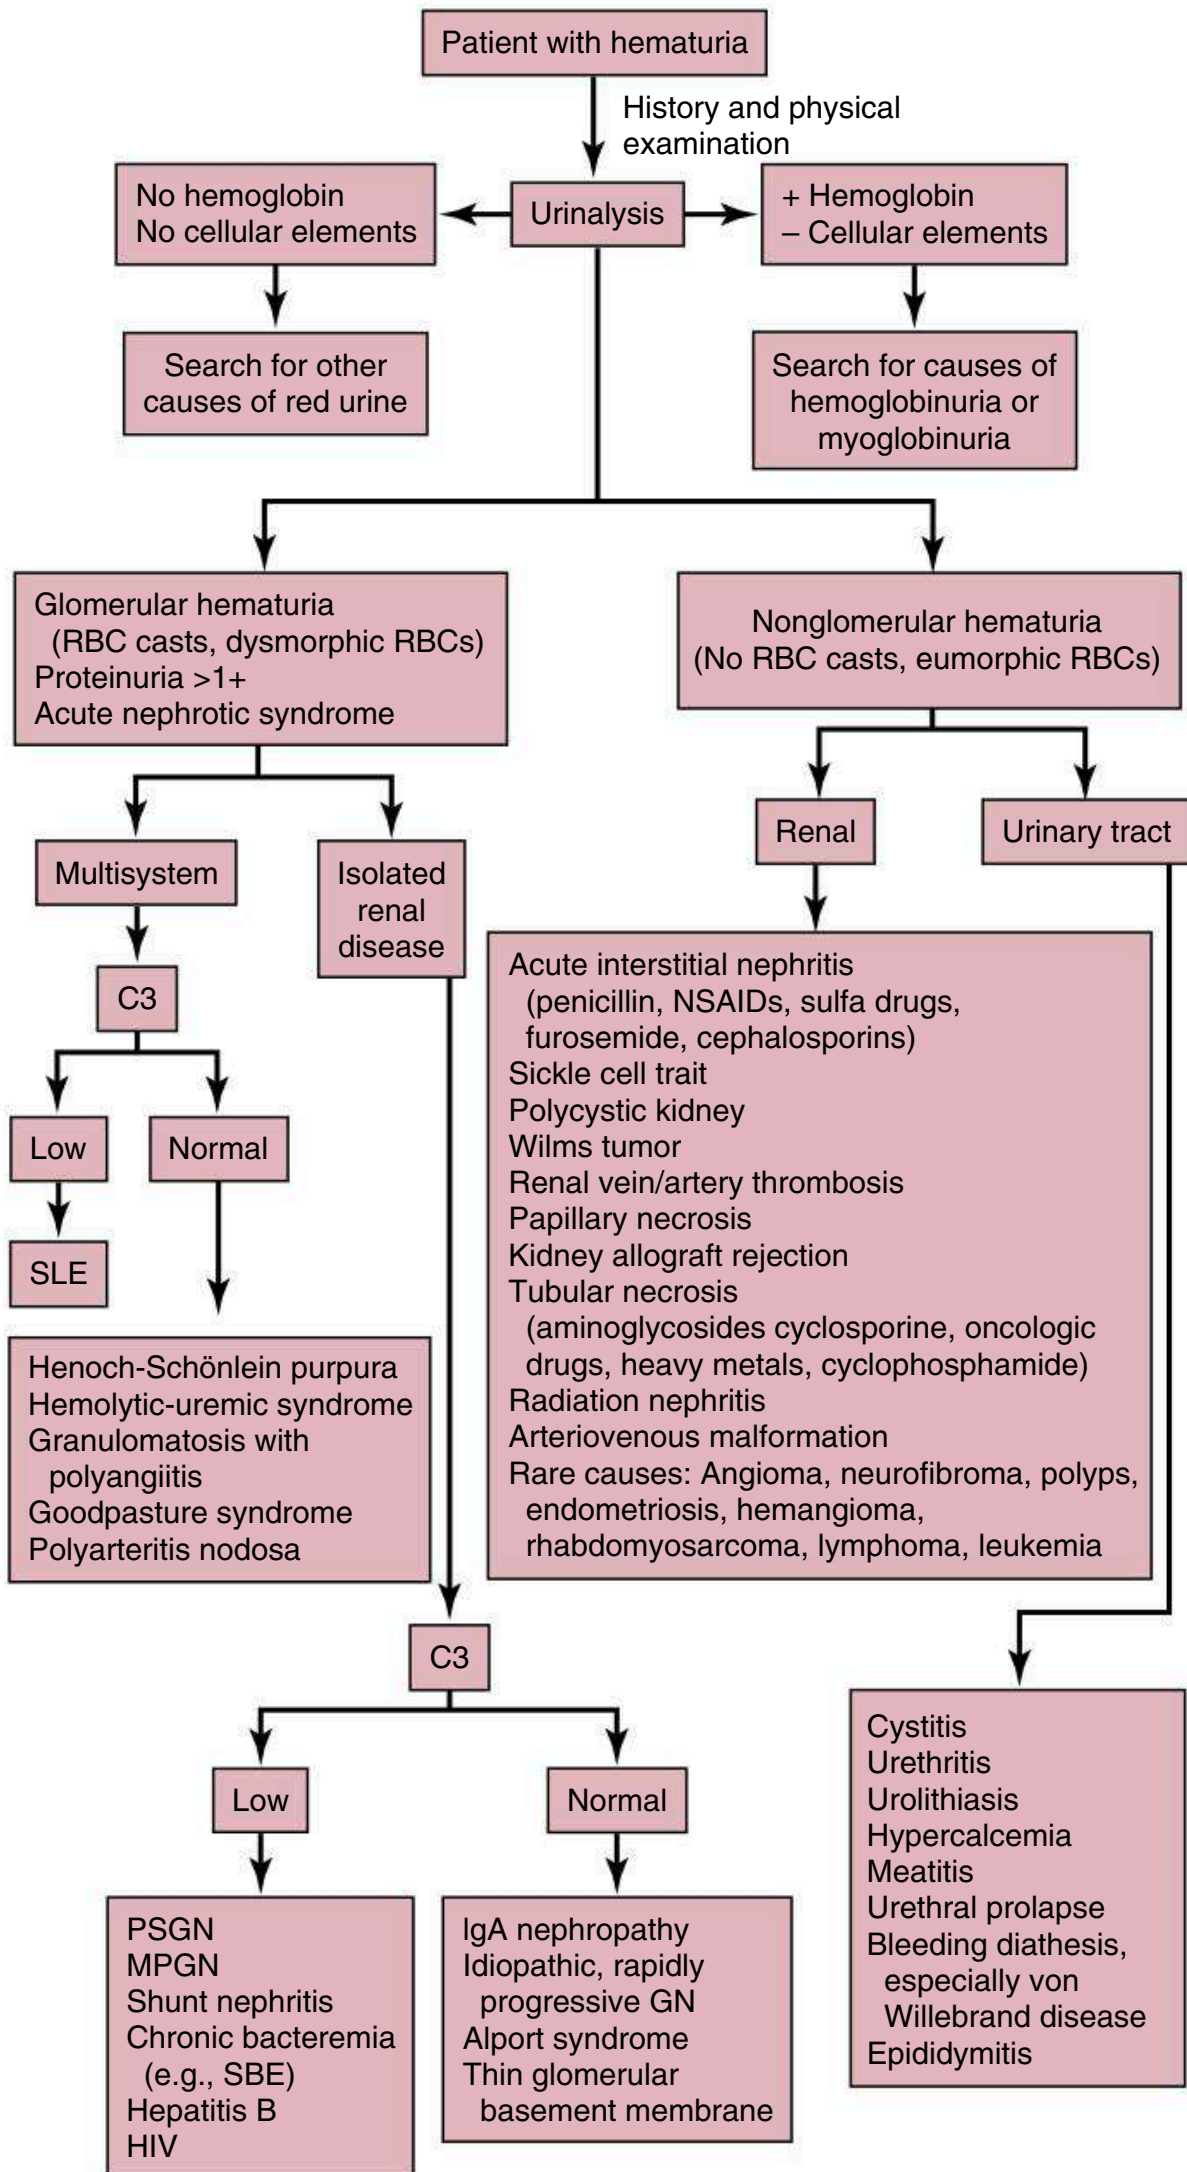 Patient with hematuria
History and physical
examination
No hemoglobin
No cellular elements
Urinalysis
+ Hemoglobin
– Cellular elements
Search for other
causes of red urine
Search for causes of
hemoglobinuria or
myoglobinuria
Glomerular hematuria
(RBC casts, dysmorphic RBCs)
Proteinuria >1+
Acute nephrotic syndrome
Nonglomerular hematuria
(No RBC casts, eumorphic RBCs)
Multisystem
Isolated
renal
disease
Renal
Urinary tract
C3
Low
Normal
SLE
Henoch-Schönlein purpura
Hemolytic-uremic syndrome
Granulomatosis with
polyangiitis
Goodpasture syndrome
Polyarteritis nodosa
Acute interstitial nephritis
(penicillin, NSAIDs, sulfa drugs,
furosemide, cephalosporins)
Sickle cell trait
Polycystic kidney
Wilms tumor
Renal vein/artery thrombosis
Papillary necrosis
Kidney allograft rejection
Tubular necrosis
(aminoglycosides cyclosporine, oncologic
drugs, heavy metals, cyclophosphamide)
Radiation nephritis
Arteriovenous malformation
Rare causes: Angioma, neurofibroma, polyps,
endometriosis, hemangioma,
rhabdomyosarcoma, lymphoma, leukemia
C3
Low
Normal
PSGN
MPGN
Shunt nephritis
Chronic bacteremia
(e.g., SBE)
Hepatitis B
HIV
IgA nephropathy
Idiopathic, rapidly
progressive GN
Alport syndrome
Thin glomerular
basement membrane
Cystitis
Urethritis
Urolithiasis
Hypercalcemia
Meatitis
Urethral prolapse
Bleeding diathesis,
especially von
Willebrand disease
Epididymitis